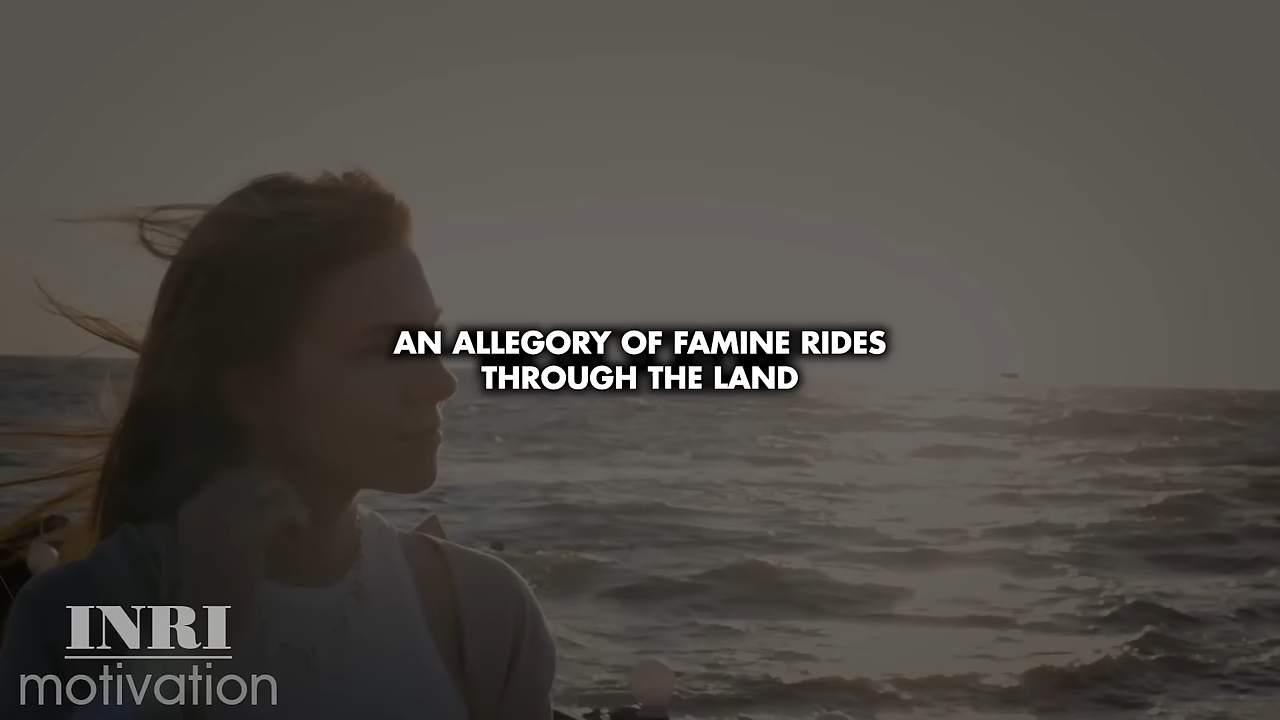 AN ALLEGORY OF FAMINE RIDES
THROUGH THE LAND
INRI
motivation